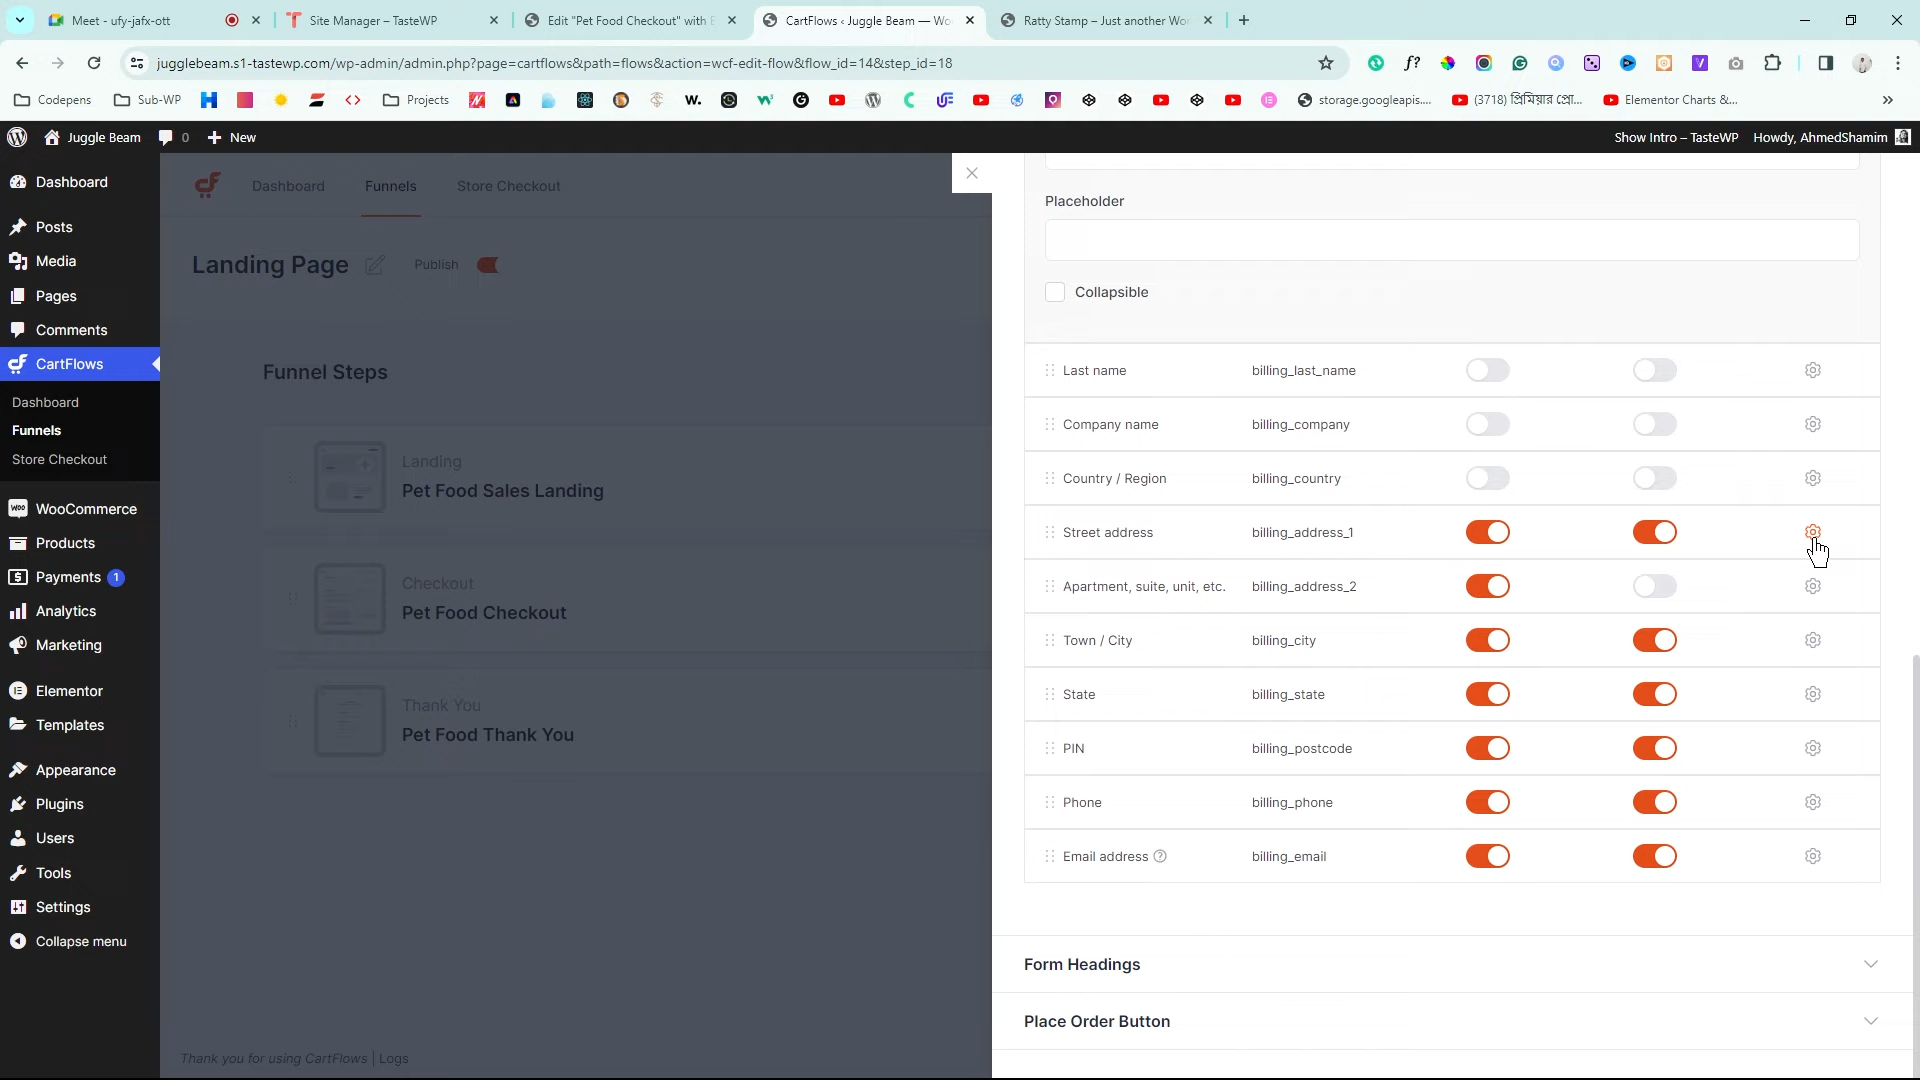 Meet - ufy-jafx-ott
Site Manager – TasteWP
Edit "Pet Food Checkout" with E
CartFlows ‹ Juggle Beam — Wo
Ratty Stamp – Just another Wor
jugglebeam.s1-tastewp.com/wp-admin/admin.php?page=cartflows&path=flows&action=wcf-edit-flow&flow_id=14&step_id=18
Codepens
Sub-WP
Projects
storage.googleapis....
(3718) প্রিমিয়ার প্রো...
Elementor Charts &...
Juggle Beam
0
New
Show Intro – TasteWP
Howdy, AhmedShamim
Dashboard
Posts
Media
Pages
Comments
CartFlows
Dashboard
Funnels
Store Checkout
WooCommerce
Products
Payments 1
Analytics
Marketing
Elementor
Templates
Appearance
Plugins
Users
Tools
Settings
Collapse menu
Dashboard
Funnels
Store Checkout
Landing Page
Publish
Funnel Steps
Landing
Pet Food Sales Landing
Checkout
Pet Food Checkout
Thank You
Pet Food Thank You
Thank you for using CartFlows | Logs
Placeholder
Collapsible
Last name billing_last_name
Company name billing_company
Country / Region billing_country
Street address billing_address_1
Apartment, suite, unit, etc. billing_address_2
Town / City billing_city
State billing_state
PIN billing_postcode
Phone billing_phone
Email address billing_email
Form Headings
Place Order Button